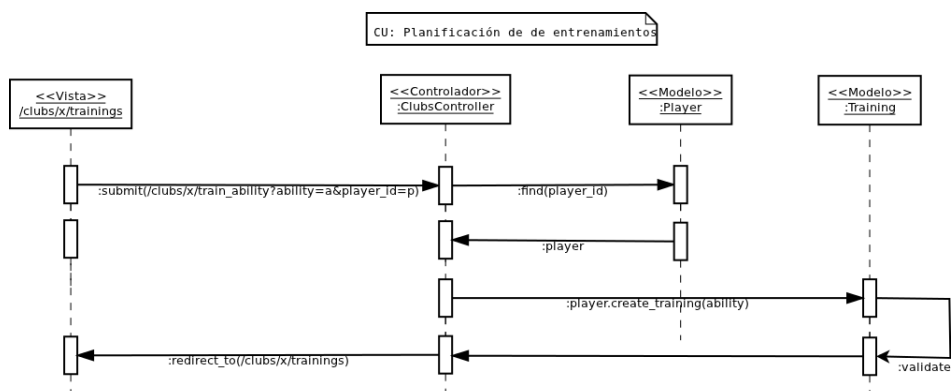 CU: Planificación de de entrenamientos
<<Vista>>
/clubs/x/trainings
<<Controlador>>
:ClubsController
<<Modelo>>
:Player
<<Modelo>>
:Training
:submit(/clubs/x/train_ability?ability=a&player_id=p)
:find(player_id)
:player
:player.create_training(ability)
:redirect_to(/clubs/x/trainings)
:validate